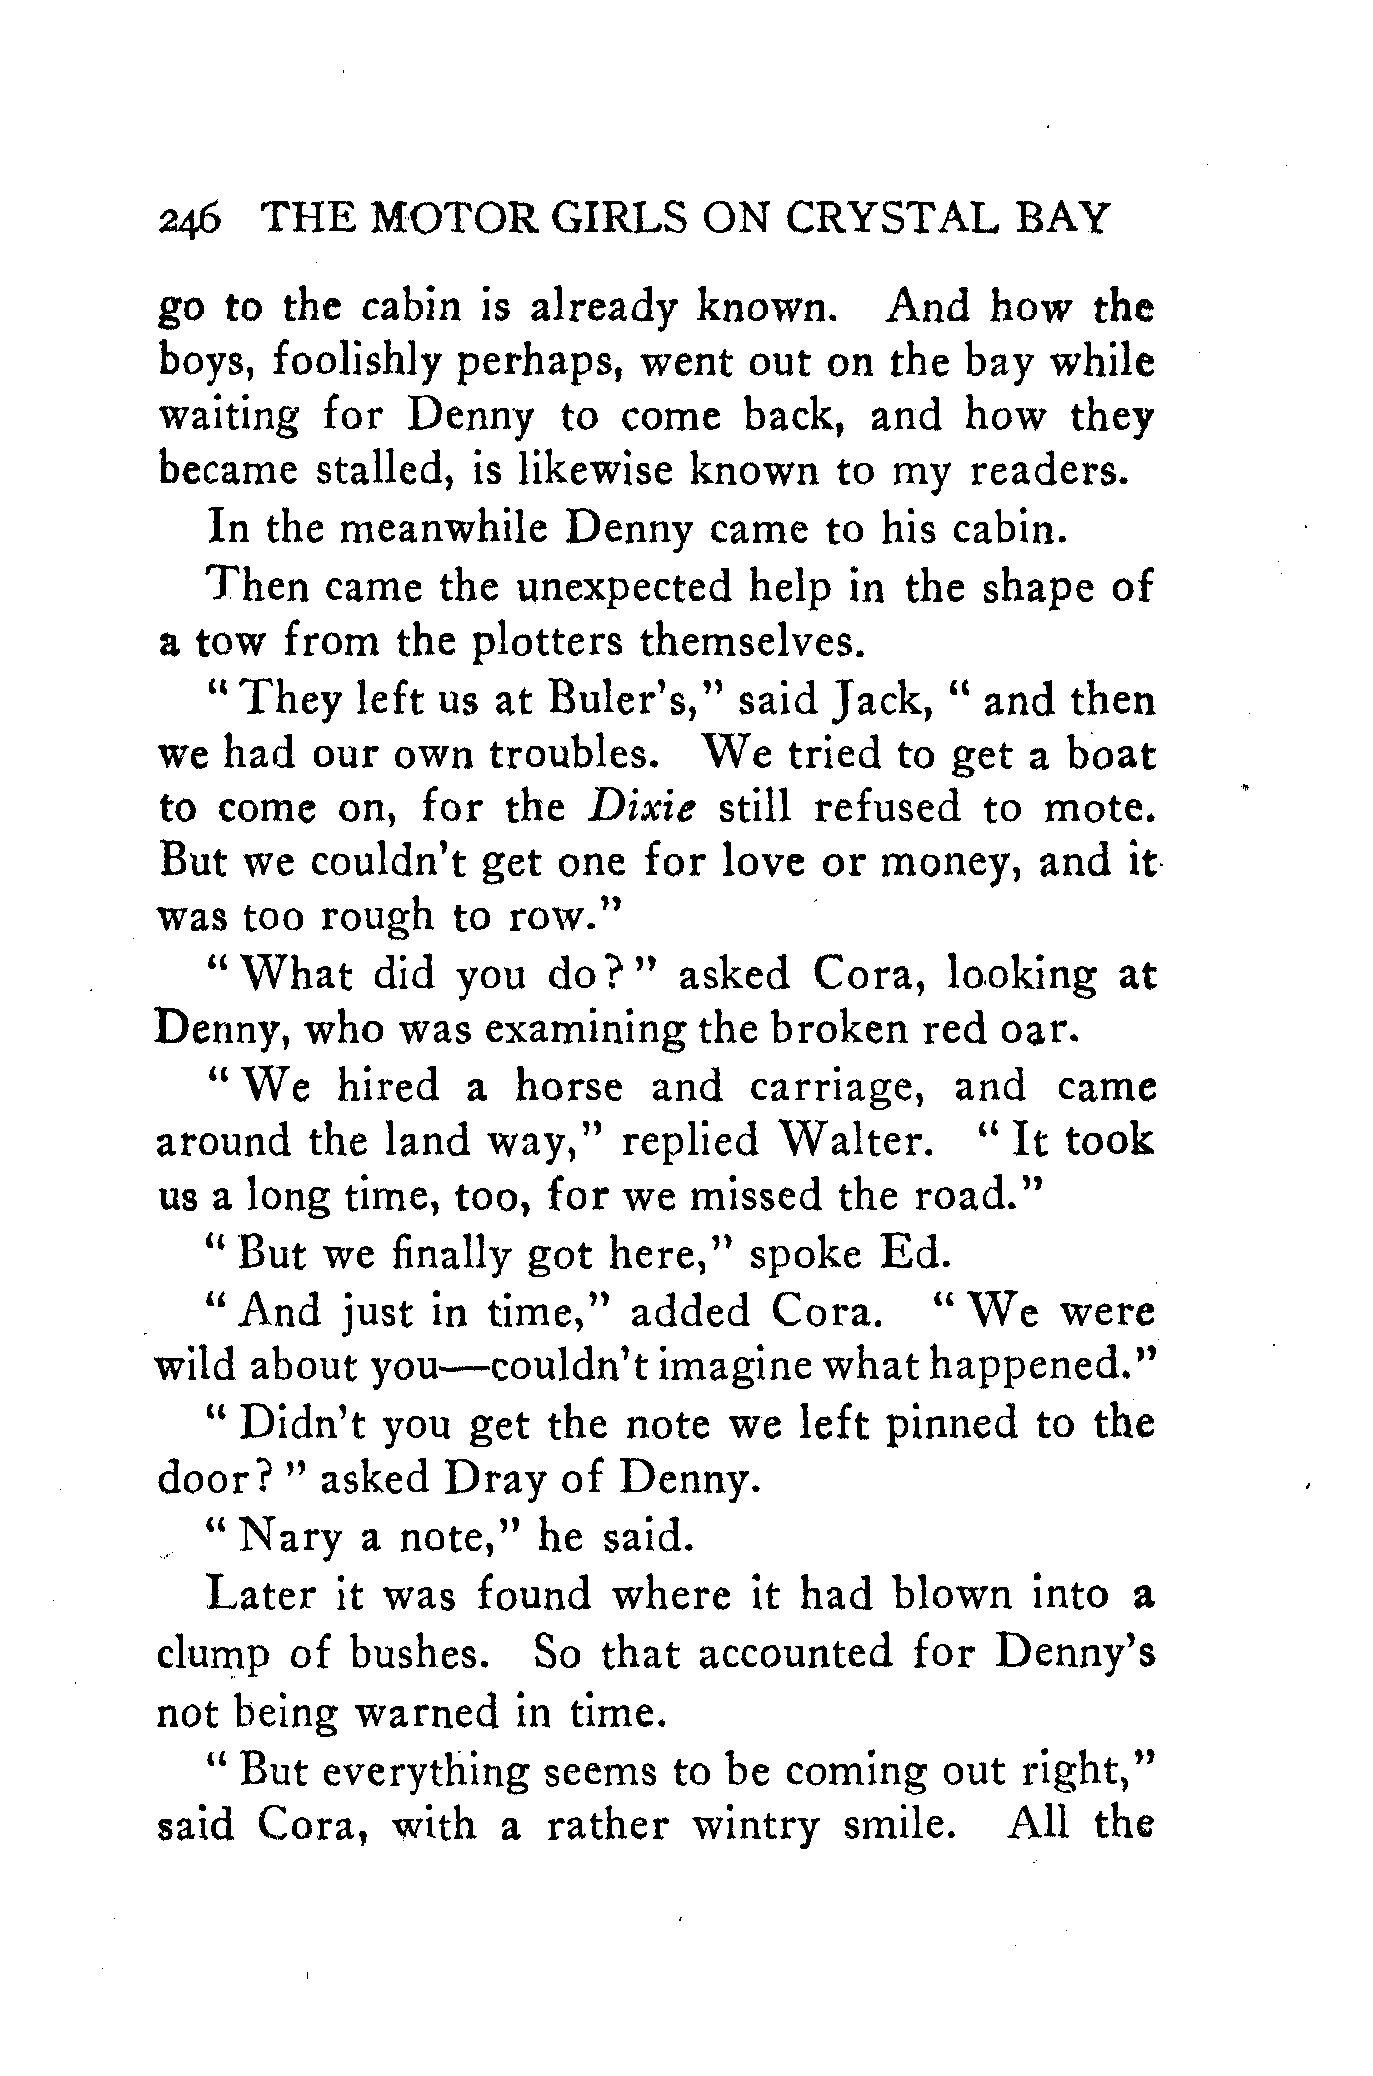 246 THE MOTOR GIRLS ON CRYSTAL BAY
go to the cabin is already known. And how the
boys, foolishly perhaps, went out on the bay while
waiting for Denny to come back, and how they
became stalled, is likewise known to my readers.
In the meanwhile Denny came to his cabin.
Then came the unexpected help in the shape of
a tow from the plotters themselves.
“ They left us at Buler’s,” said Jack, “ and then
we had our own troubles. We tried to get a boat
to come on, for the Dixie still refused to mote.
But we couldn’t get one for love or money, and it
was too rough to row.”
“ What did you do? ” asked Cora, looking at
Denny, who was examining the broken red oar.
“ We hired a horse and carriage, and came
around the land way,” replied Walter. “ It took
us a long time, too, for we missed the road.”
“ But we finally got here,” spoke Ed.
“ And just in time,” added Cora. “ We were
wild about you—couldn’t imagine what happened.”
“ Didn’t you get the note we left pinned to the
door? ” asked Dray of Denny.
“ Nary a note,” he said.
Later it was found where it had blown into a
clump of bushes. So that accounted for Denny’s
not being warned in time.
“ But everything seems to be coming out right,”
said Cora, with a rather wintry smile. All the